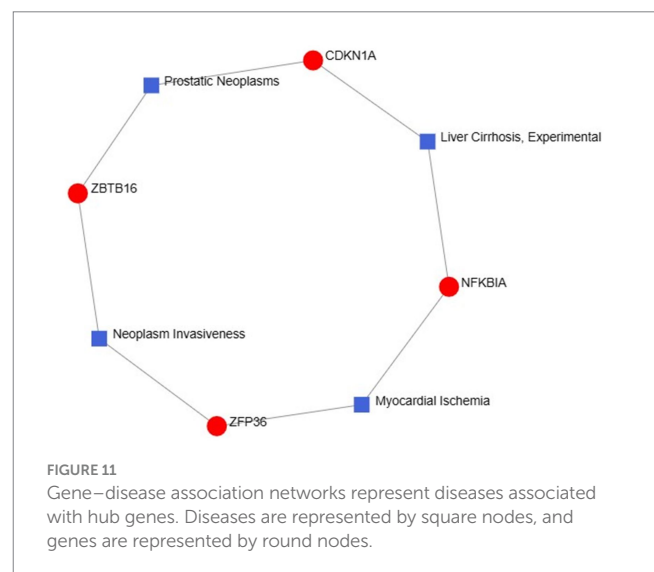 CDKN1A
Prostatic Neoplasms
Liver Cirrhosis, Experimental
ZBTB16
NFKBIA
Neoplasm Invasiveness
Myocardial Ischemia
ZFP36
FIGURE 11
Gene–disease association networks represent diseases associated
with hub genes. Diseases are represented by square nodes, and
genes are represented by round nodes.